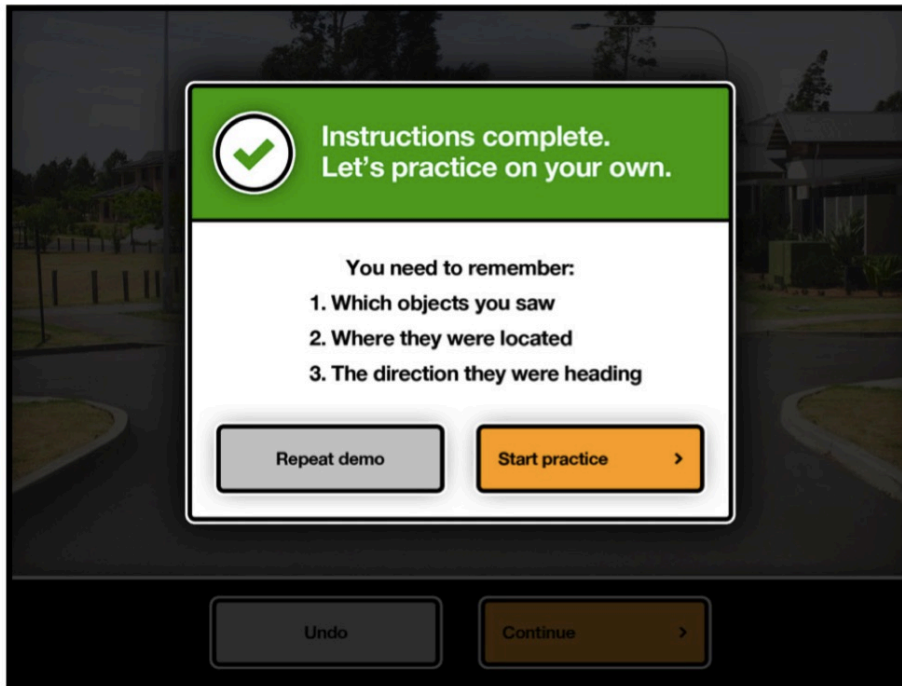 Instructions complete.
Let's practice on your own.
You need to remember:
1. Which objects you saw
2. Where they were located
3. The direction they were heading
Repeat demo
Start practice
Undo
Continue